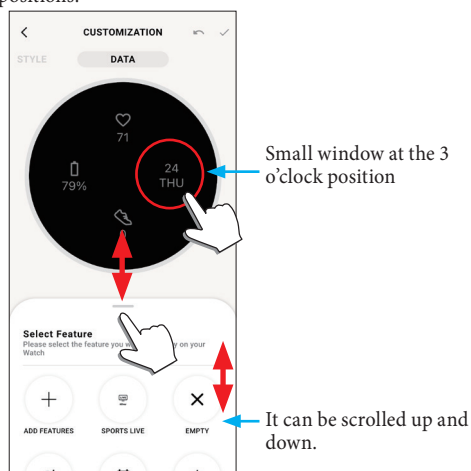 positions.
CUSTOMIZATION
STYLE DATA
71
79%
24
THU
Small window at the 3
o'clock position
Select Feature
Please select the feature you on your
Watch
ADD FEATURES SPORTS LIVE EMPTY
It can be scrolled up and
down.